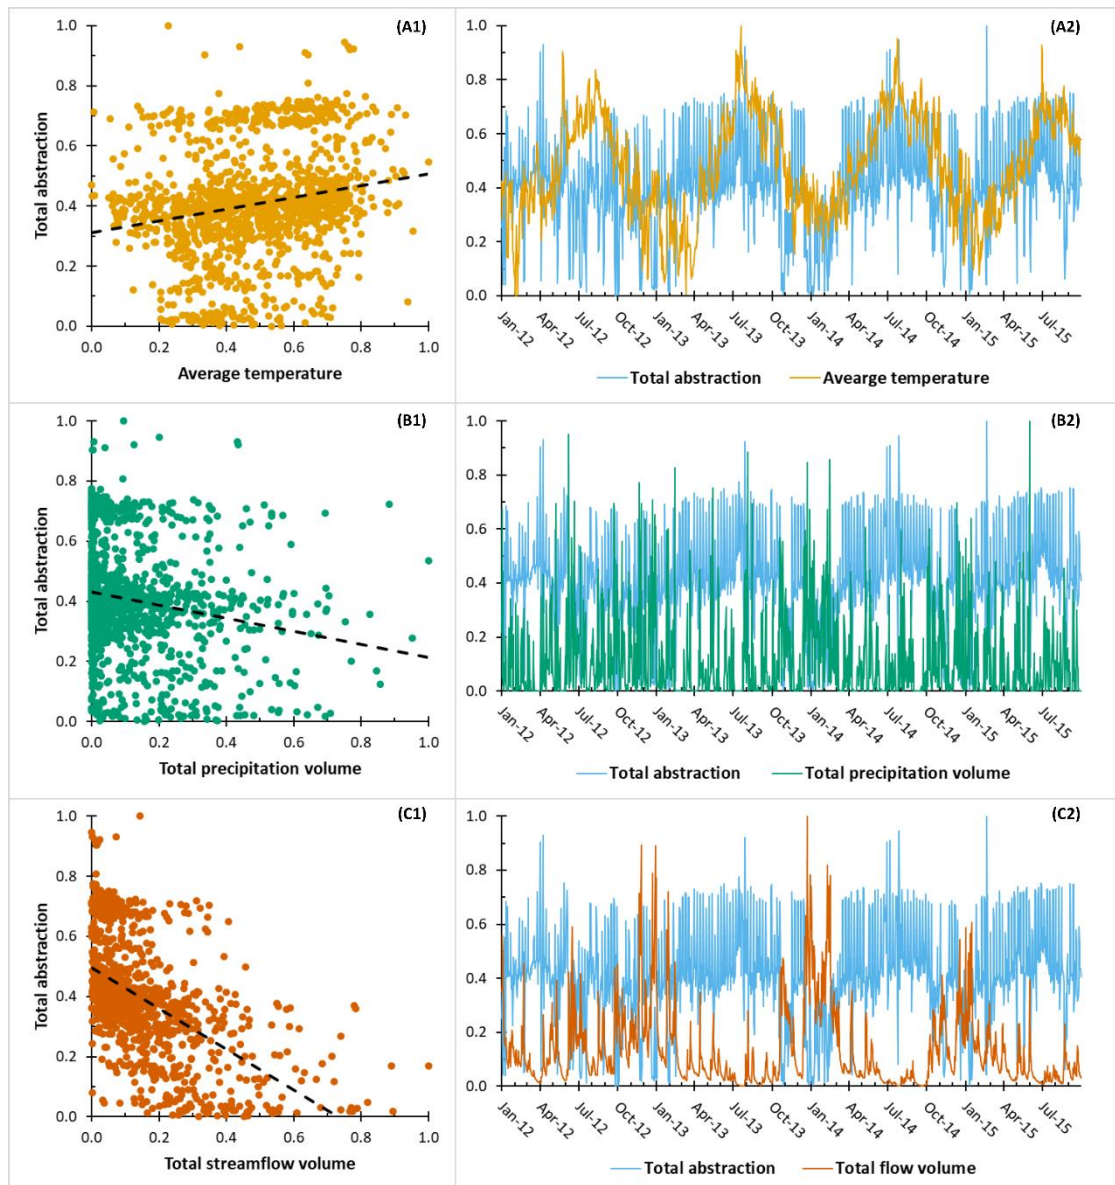 (A1)
1.0
0.8
0.6
0.4
0.2
0.0
Total abstraction
0.0 0.2 0.4 0.6 0.8 1.0
Average temperature
(A2)
1.0
0.8
0.6
0.4
0.2
0.0
Jan-12 Apr-12 Jul-12 Oct-12 Jan-13 Apr-13 Jul-13 Oct-13 Jan-14 Apr-14 Jul-14 Oct-14 Jan-15 Apr-15 Jul-15
Total abstraction Avearge temperature
(B1)
1.0
0.8
0.6
0.4
0.2
0.0
Total abstraction
0.0 0.2 0.4 0.6 0.8 1.0
Total precipitation volume
(B2)
1.0
0.8
0.6
0.4
0.2
0.0
Jan-12 Apr-12 Jul-12 Oct-12 Jan-13 Apr-13 Jul-13 Oct-13 Jan-14 Apr-14 Jul-14 Oct-14 Jan-15 Apr-15 Jul-15
Total abstraction Total precipitation volume
(C1)
1.0
0.8
0.6
0.4
0.2
0.0
Total abstraction
0.0 0.2 0.4 0.6 0.8 1.0
Total streamflow volume
(C2)
1.0
0.8
0.6
0.4
0.2
0.0
Jan-12 Apr-12 Jul-12 Oct-12 Jan-13 Apr-13 Jul-13 Oct-13 Jan-14 Apr-14 Jul-14 Oct-14 Jan-15 Apr-15 Jul-15
Total abstraction Total flow volume